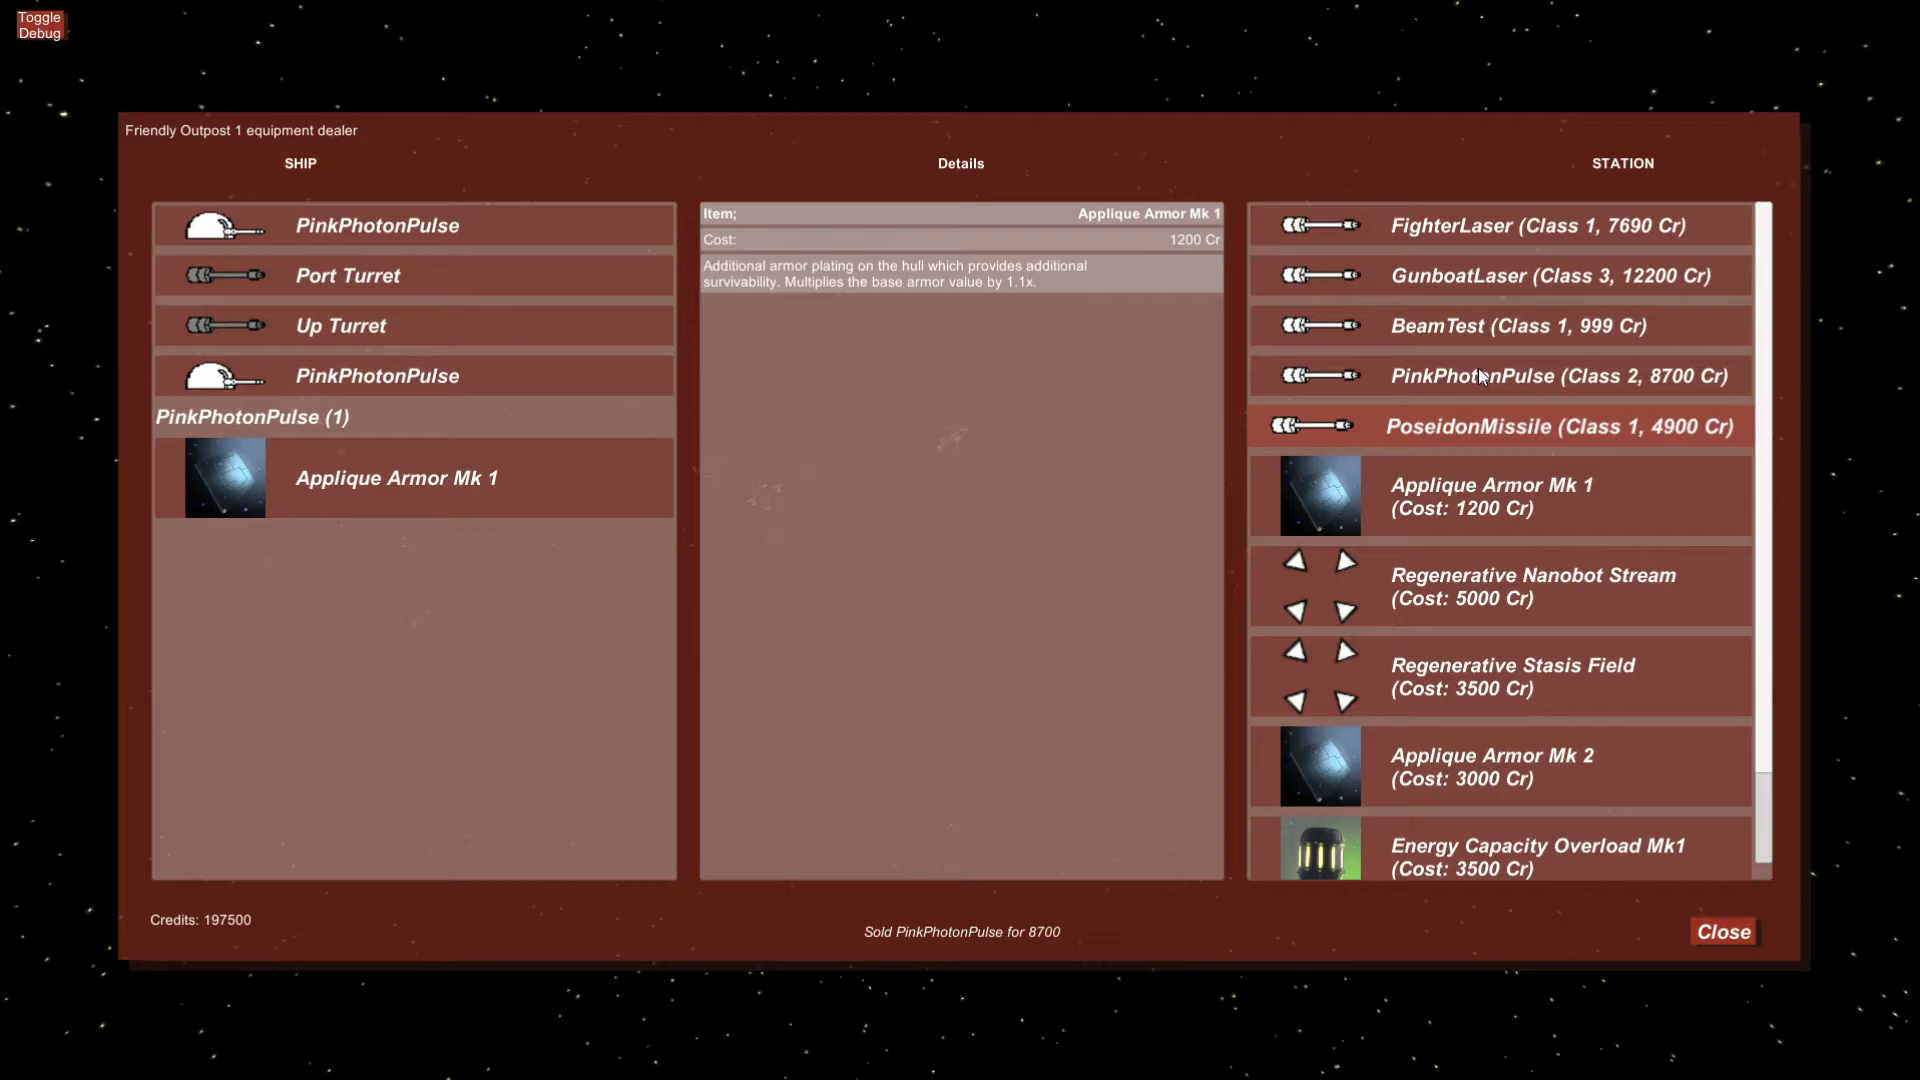 Toggle
Debug
Friendly Outpost 1 equipment dealer
SHIP
Details
STATION
PinkPhotonPulse
Port Turret
Up Turret
PinkPhotonPulse
PinkPhotonPulse (1)
Applique Armor Mk 1
Item;
Applique Armor Mk 1
Cost:
1200 Cr
Additional armor plating on the hull which provides additional
survivability. Multiplies the base armor value by 1.1x.
FighterLaser (Class 1, 7690 Cr)
GunboatLaser (Class 3, 12200 Cr)
BeamTest (Class 1, 999 Cr)
PinkPhotonPulse (Class 2, 8700 Cr)
PoseidonMissile (Class 1, 4900 Cr)
Applique Armor Mk 1
(Cost: 1200 Cr)
Regenerative Nanobot Stream
(Cost: 5000 Cr)
Regenerative Stasis Field
(Cost: 3500 Cr)
Applique Armor Mk 2
(Cost: 3000 Cr)
Energy Capacity Overload Mk1
(Cost: 3500 Cr)
Credits: 197500
Sold PinkPhotonPulse for 8700
Close